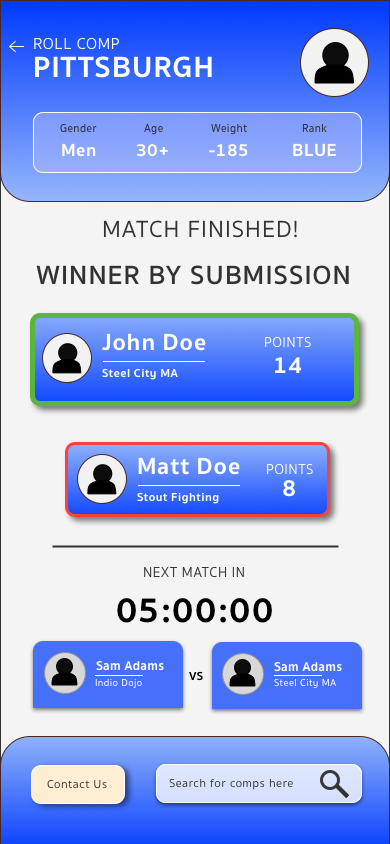 ROLL COMP
PITTSBURGH
Gender Age Weight Rank
Men 30+ -185 BLUE
MATCH FINISHED!
WINNER BY SUBMISSION
John Doe POINTS
Steel City MA 14
Matt Doe POINTS
Stout Fighting 8
NEXT MATCH IN
05:00:00
Sam Adams
Indio Dojo
VS
Sam Adams
Steel City MA
Contact Us
Search for comps here